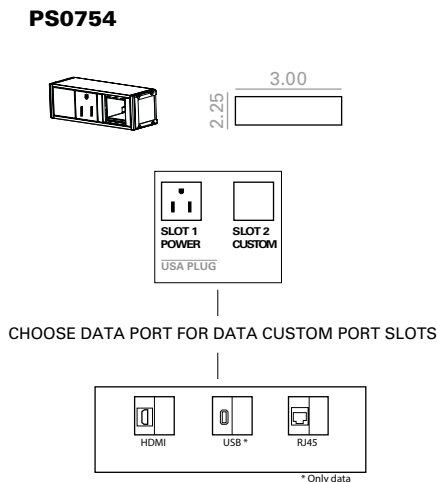 PS0754
3.00
2.25
SLOT 1 SLOT 2
POWER CUSTOM
USA PLUG
CHOOSE DATA PORT FOR DATA CUSTOM PORT SLOTS
HDMI USB * RJ45
* Only data